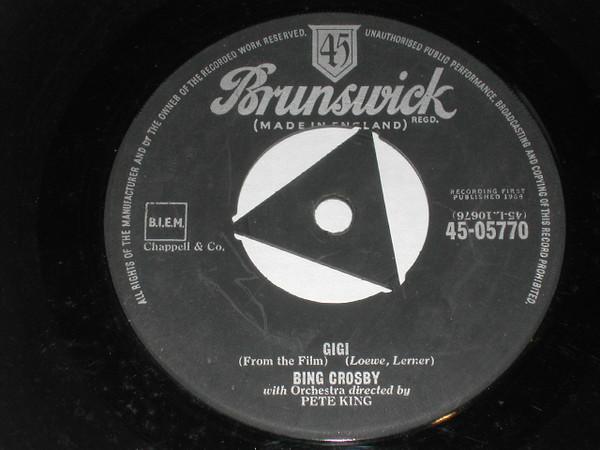 ALL RIGHTS OF THE MANUFACTURER AND OF THE OWNER OF THE RECORDED WORK RESERVED. UNAUTHORISED PUBLIC PERFORMANCE, BROADCASTING AND COPYING OF THIS RECORD PROHIBITED.
45
Brunswick
REGD.
(MADE IN ENGLAND)
RECORDING FIRST
PUBLISHED
(45-L.10676)
45-05770
B.I.E.M.
Chappell & Co.
GIGI
(From the Film) (Loewe, Lerner)
BING CROSBY
with Orchestra directed by
PETE KING